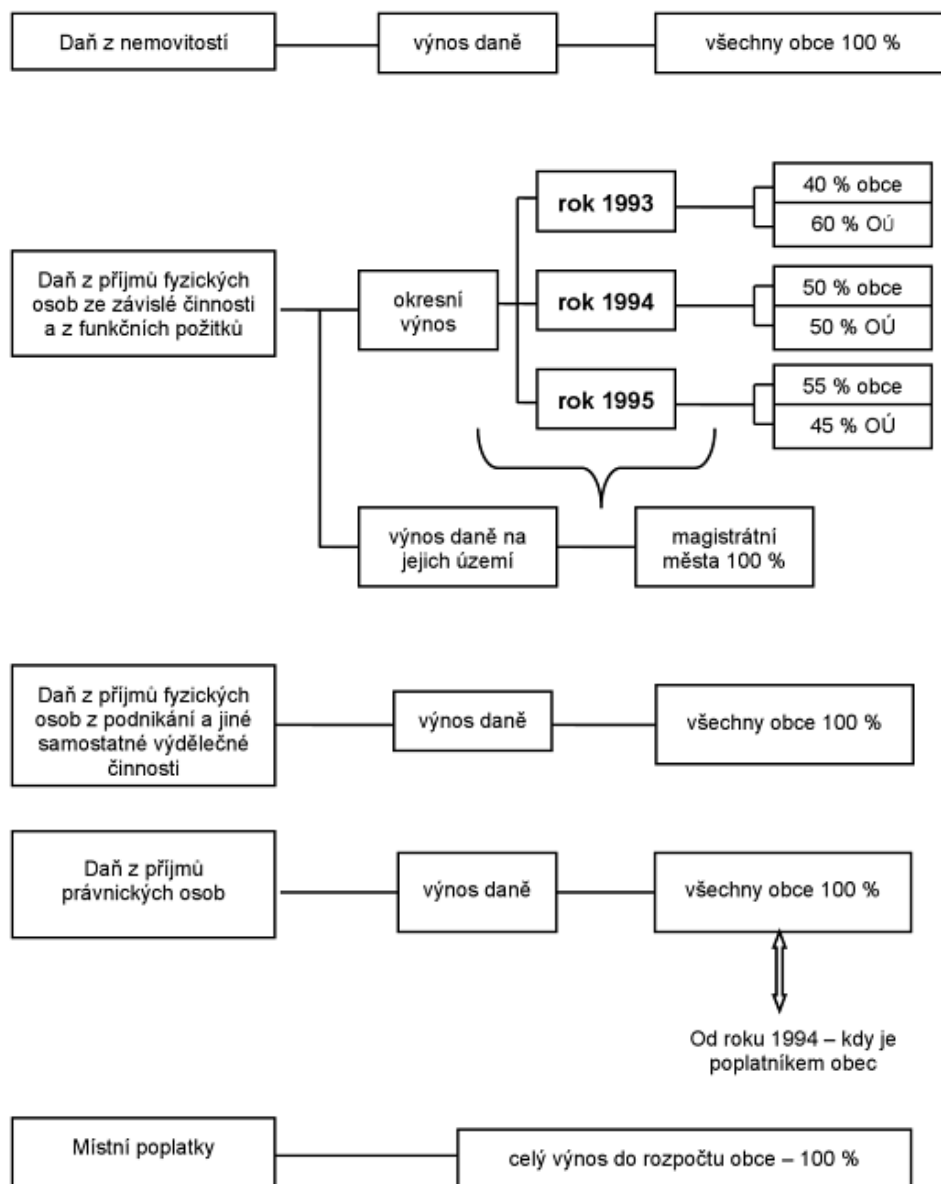 Daň z nemovitostí
výnos daně
všechny obce 100 %
rok 1993
40 % obce
60 % OÚ
Daň z příjmů fyzických
osob ze závislé činnosti
a z funkčních požitků
okresní
výnos
rok 1994
50 % obce
50 % OÚ
rok 1995
55 % obce
45 % OÚ
výnos daně na
jejich území
magistrátní
města 100 %
Daň z příjmů fyzických
osob z podnikání a jiné
samostatné výdělečné
činnosti
výnos daně
všechny obce 100 %
Daň z příjmů
právnických osob
výnos daně
všechny obce 100 %
Od roku 1994 – kdy je
poplatníkem obec
Místní poplatky
celý výnos do rozpočtu obce – 100 %